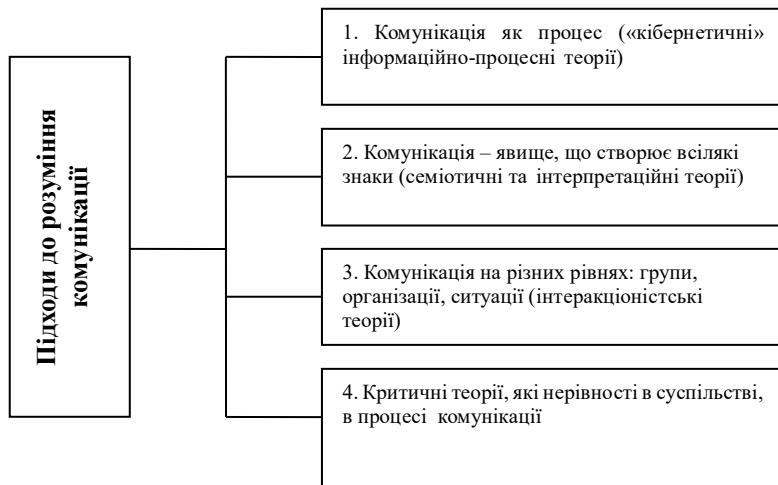 Підходи до розуміння
комунікації
1. Комунікація як процес («кібернетичні»
інформаційно-процесні теорії)
2. Комунікація – явище, що створює всілякі
знаки (семіотичні та інтерпретаційні теорії)
3. Комунікація на різних рівнях: групи,
організації, ситуації (інтеракціоністські
теорії)
4. Критичні теорії, які нерівності в суспільстві,
в процесі комунікації